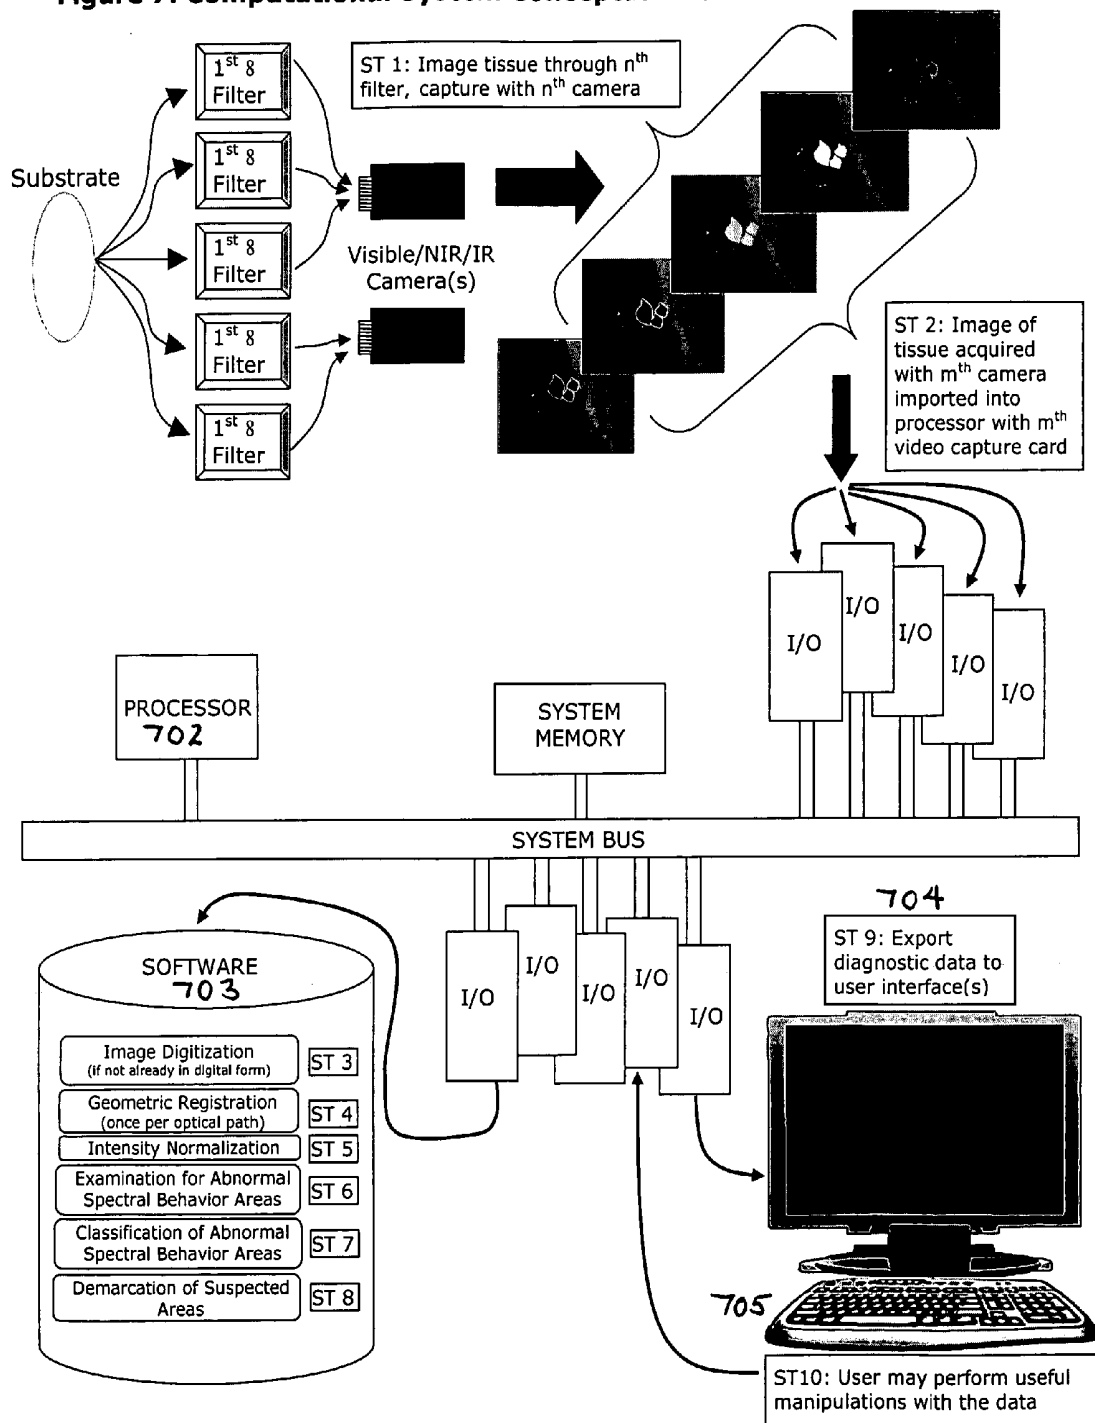 1st 8
Filter
1st 8
Filter
1st 8
Filter
1st 8
Filter
1st 8
Filter
Substrate
ST 1: Image tissue through nth
filter, capture with nth camera
Visible/NIR/IR
Camera(s)
ST 2: Image of
tissue acquired
with mth camera
imported into
processor with mth
video capture card
I/O
I/O
I/O
I/O
I/O
PROCESSOR
702
SYSTEM
MEMORY
SYSTEM BUS
I/O
I/O
I/O
I/O
I/O
SOFTWARE
703
Image Digitization
(if not already in digital form)
ST 3
Geometric Registration
(once per optical path)
ST 4
Intensity Normalization
ST 5
Examination for Abnormal
Spectral Behavior Areas
ST 6
Classification of Abnormal
Spectral Behavior Areas
ST 7
Demarcation of Suspected
Areas
ST 8
704
ST 9: Export
diagnostic data to
user interface(s)
705
ST10: User may perform useful
manipulations with the data